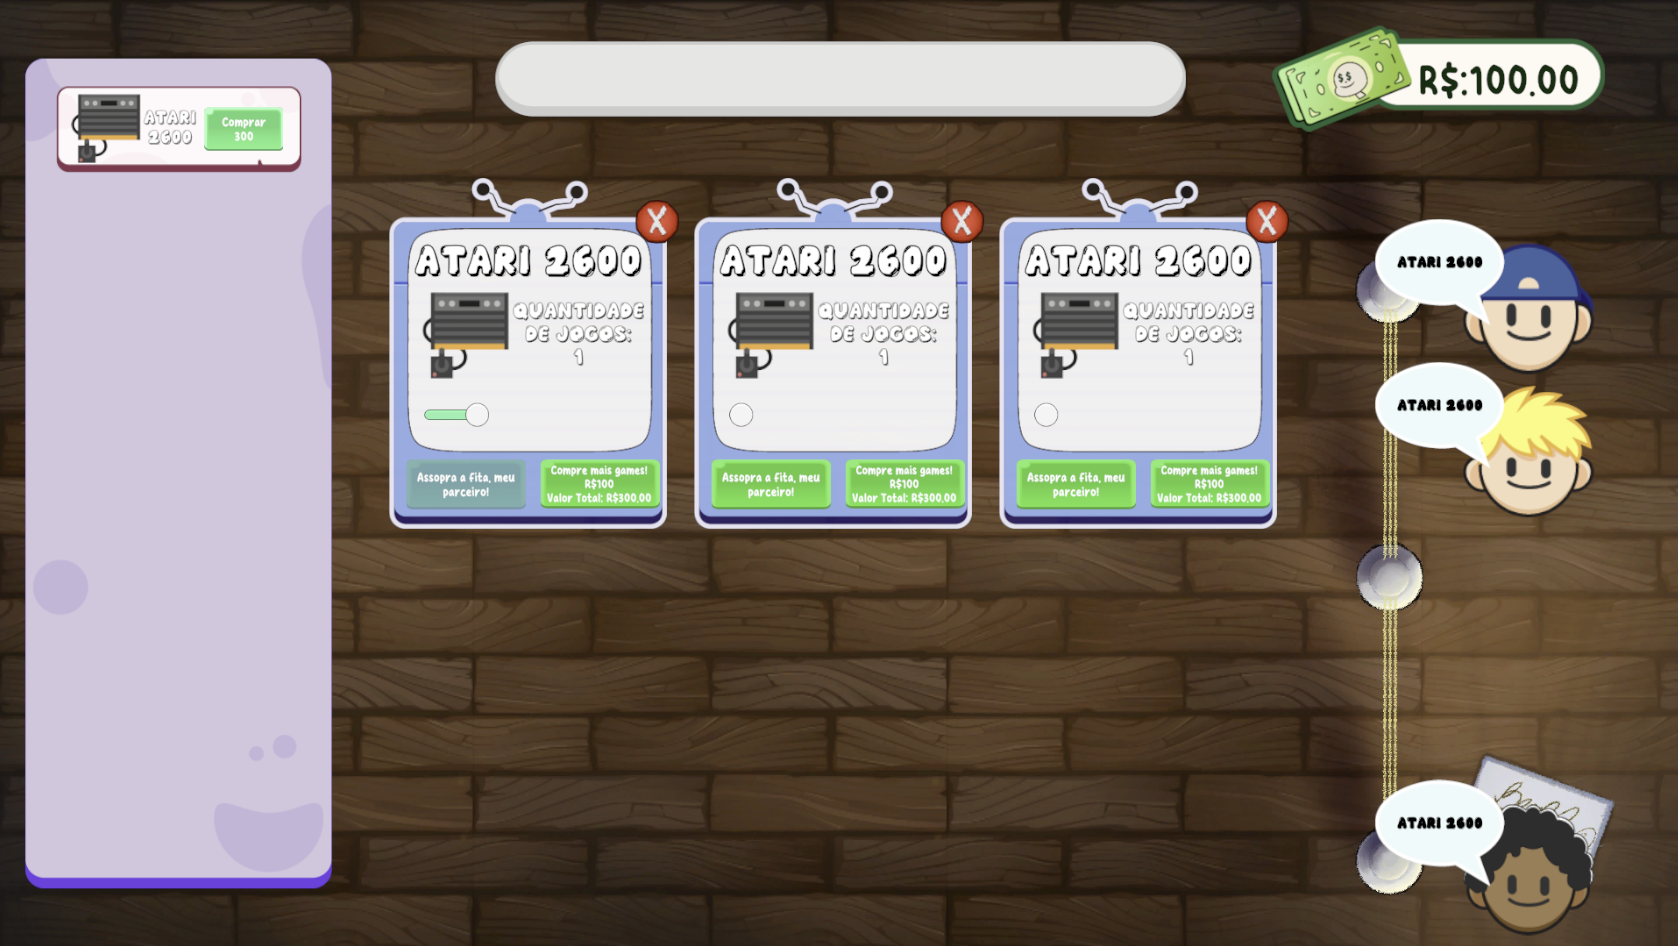 R$:100.00
ATARI
2600
Comprar
300
X
ATARI 2600
QUANTIDADE
DE JOGOS:
1
Assopra a fita, meu
parceiro!
Compre mais games!
R$100
Valor Total: R$300,00
X
ATARI 2600
QUANTIDADE
DE JOGOS:
1
Assopra a fita, meu
parceiro!
Compre mais games!
R$100
Valor Total: R$300,00
X
ATARI 2600
QUANTIDADE
DE JOGOS:
1
Assopra a fita, meu
parceiro!
Compre mais games!
R$100
Valor Total: R$300,00
ATARI 2600
ATARI 2600
ATARI 2600